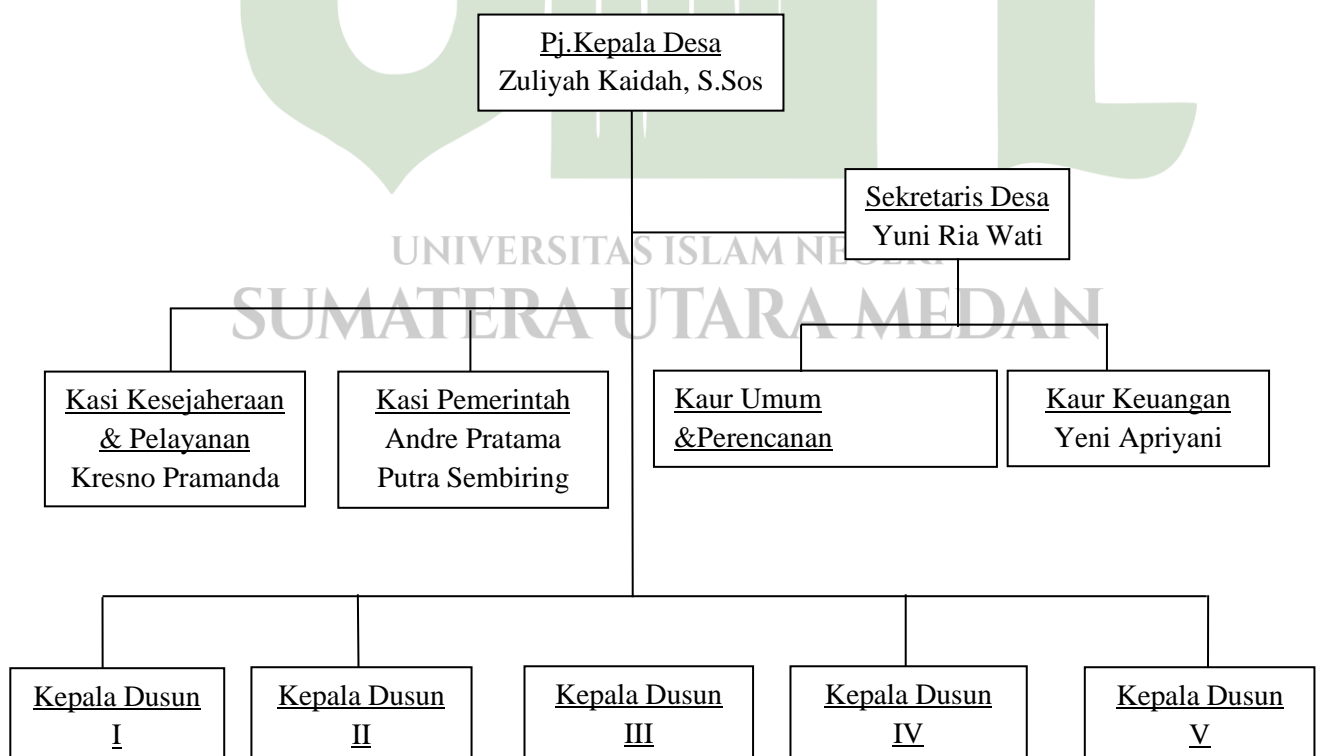 Pj.Kepala Desa
Zuliyah Kaidah, S.Sos
Sekretaris Desa
Yuni Ria Wati
UNIVERSITAS ISLAM
SUMATERA UTARA MEDAN
Kasi Kesejaheraan
& Pelayanan
Kresno Pramanda
Kasi Pemerintah
Andre Pratama
Putra Sembiring
Kaur Umum
&Perencanan
Kaur Keuangan
Yeni Apriyani
Kepala Dusun
I
Kepala Dusun
II
Kepala Dusun
III
Kepala Dusun
IV
Kepala Dusun
V